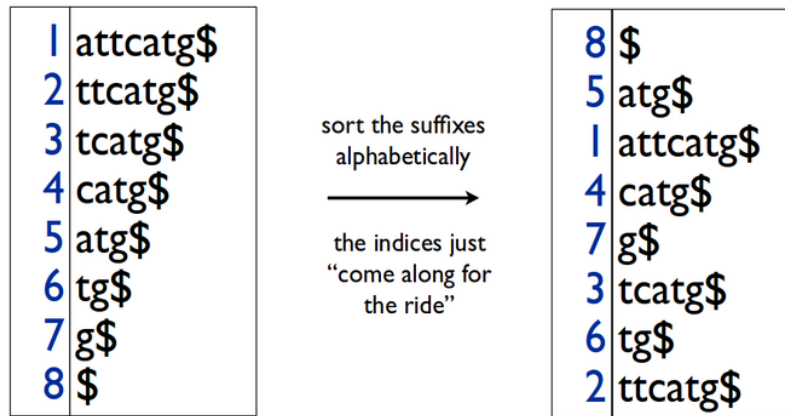 1 attcatg$
2 ttcatg$
3 tcatg$
4 catg$
5 atg$
6 tg$
7 g$
8 $
sort the suffixes
alphabetically
the indices just
“come along for
the ride”
8 $
5 atg$
1 attcatg$
4 catg$
7 g$
3 tcatg$
6 tg$
2 ttcatg$